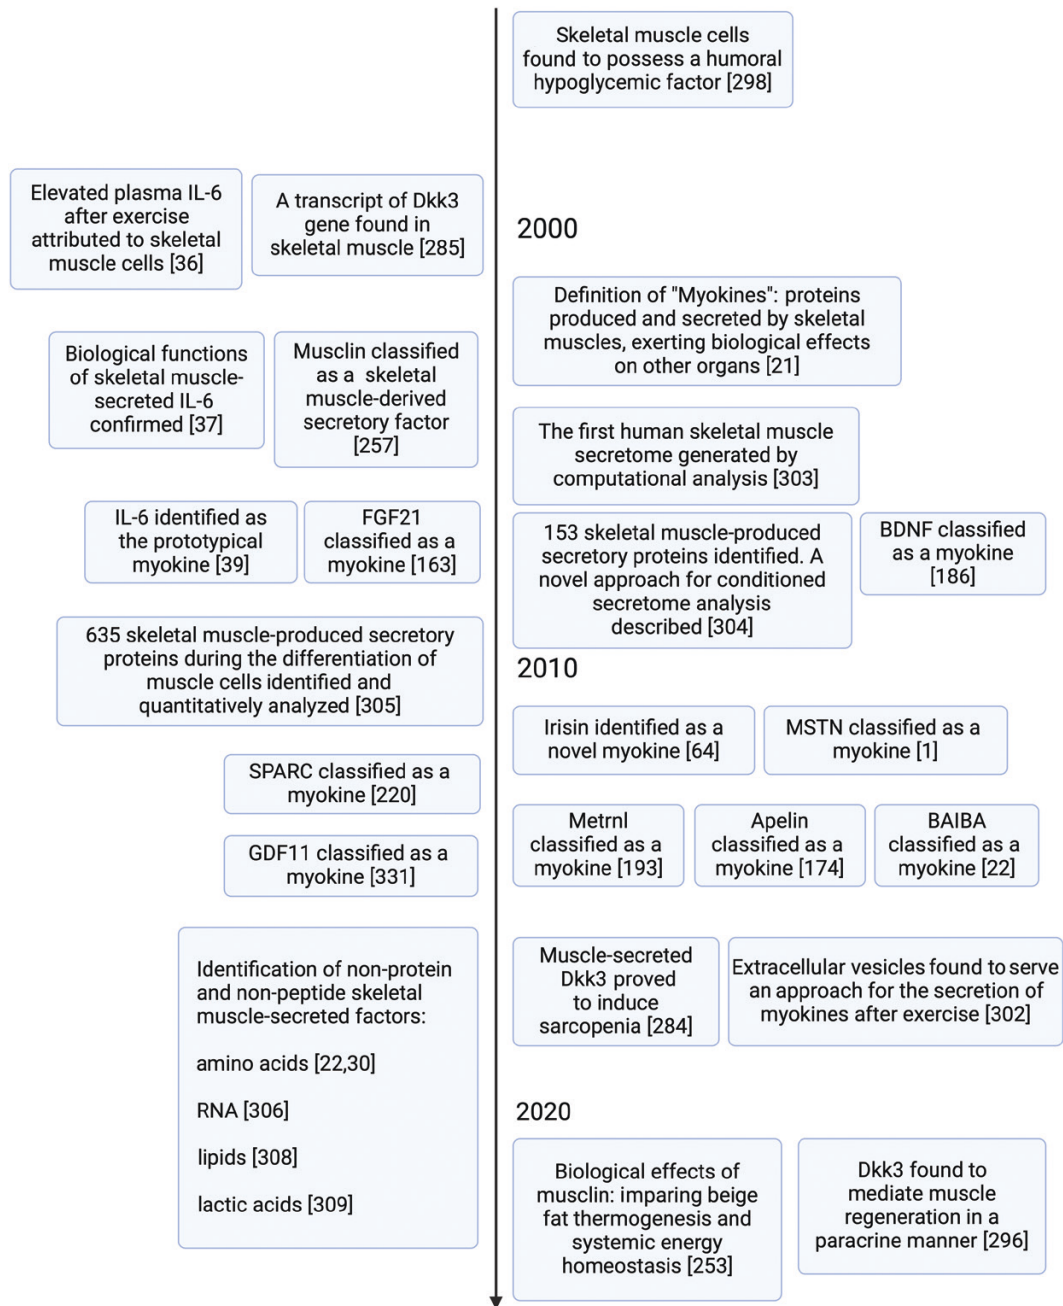 Skeletal muscle cells
found to possess a humoral
hypoglycemic factor [298]
Elevated plasma IL-6
after exercise
attributed to skeletal
muscle cells [36]
A transcript of Dkk3
gene found in
skeletal muscle [285]
2000
Definition of "Myokines": proteins
produced and secreted by skeletal
muscles, exerting biological effects
on other organs [21]
Biological functions
of skeletal muscle-
secreted IL-6
confirmed [37]
Musclin classified
as a skeletal
muscle-derived
secretory factor
[257]
The first human skeletal muscle
secretome generated by
computational analysis [303]
IL-6 identified as
the prototypical
myokine [39]
FGF21
classified as a
myokine [163]
153 skeletal muscle-produced
secretory proteins identified. A
novel approach for conditioned
secretome analysis
described [304]
BDNF classified
as a myokine
[186]
635 skeletal muscle-produced secretory
proteins during the differentiation of
muscle cells identified and
quantitatively analyzed [305]
2010
Irisin identified as a
novel myokine [64]
MSTN classified as a
myokine [1]
SPARC classified as a
myokine [220]
Metrnl
classified as a
myokine [193]
Apelin
classified as a
myokine [174]
BAIBA
classified as a
myokine [22]
GDF11 classified as a
myokine [331]
Identification of non-protein
and non-peptide skeletal
muscle-secreted factors:
amino acids [22,30]
RNA [306]
lipids [308]
lactic acids [309]
Muscle-secreted
Dkk3 proved
to induce
sarcopenia [284]
Extracellular vesicles found to serve
an approach for the secretion of
myokines after exercise [302]
2020
Biological effects of
musclin: imparing beige
fat thermogenesis and
systemic energy
homeostasis [253]
Dkk3 found to
mediate muscle
regeneration in a
paracrine manner [296]